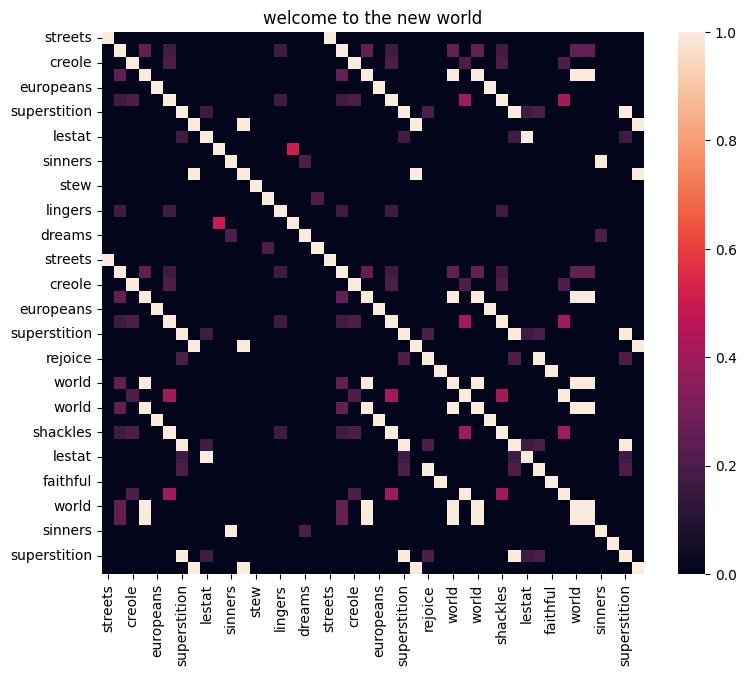 welcome to the new world
streets
creole
europeans
superstition
lestat
sinners
stew
lingers
dreams
streets
creole
europeans
superstition
rejoice
world
world
shackles
lestat
faithful
world
sinners
superstition
1.0
0.8
0.6
0.4
0.2
0.0
streets
creole
europeans
superstition
lestat
sinners
stew
lingers
dreams
streets
creole
europeans
superstition
rejoice
world
world
shackles
lestat
faithful
world
sinners
superstition